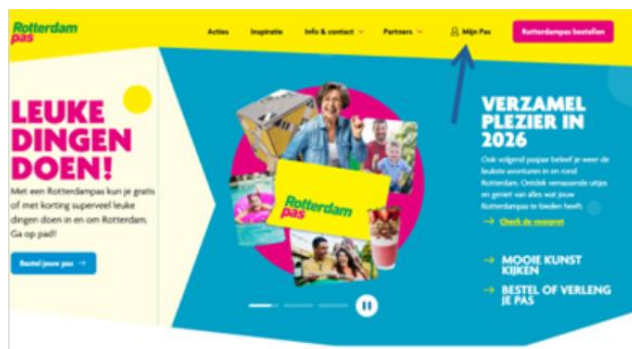 Rotterdam
pas
Acties
Inspiratie
Info & contact
Partners
Mijn Pas
Rotterdampas bestellen
LEUKE
DINGEN
DOEN!
Met een Rotterdampas kun je gratis
of met korting superveel leuke
dingen doen in en om Rotterdam.
Ga op pad!
Bestel jouw pas →
Rotterdam
pas
VERZAMEL
PLEZIER IN
2026
Ook volgend pasjaar beleef je weer de
leukste avonturen in en rond
Rotterdam. Ontdek verrassende uitjes
en geniet van alles wat jouw
Rotterdampas te bieden heeft.
→ Check de voorpret
→ MOOIE KUNST
KIJKEN
→ BESTEL OF VERLENG
JE PAS